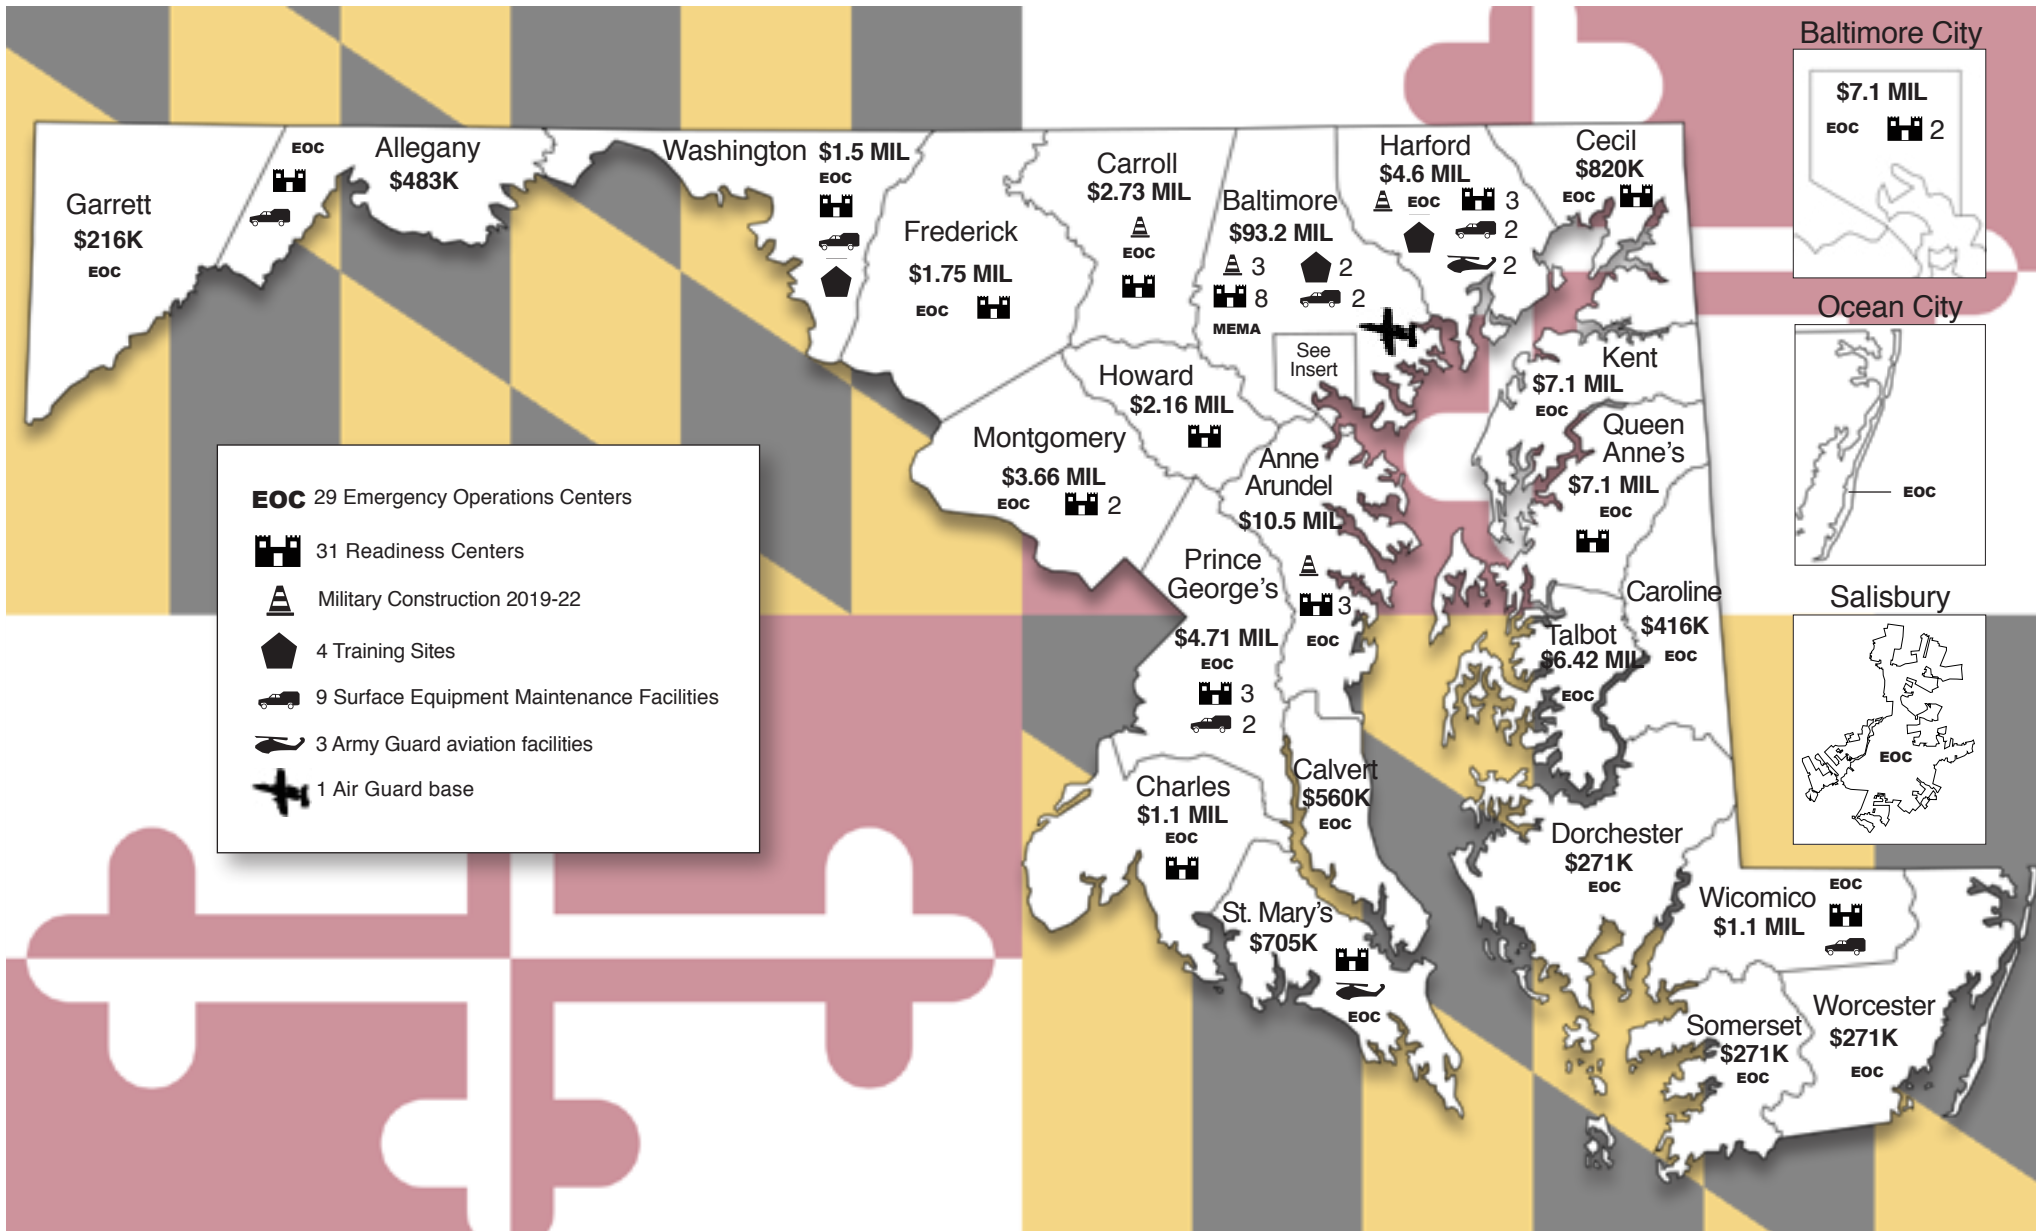 Garrett
$216K
EOC
EOC
Allegany
$483K
Washington $1.5 MIL
EOC
Frederick
$1.75 MIL
EOC
Carroll
$2.73 MIL
EOC
Baltimore
$93.2 MIL
3 2
8 2
MEMA
See
Insert
Harford
$4.6 MIL
EOC 3
2
2
Cecil
$820K
EOC
Kent
$7.1 MIL
EOC
Queen
Anne's
$7.1 MIL
EOC
Howard
$2.16 MIL
Montgomery
$3.66 MIL
EOC 2
Anne
Arundel
$10.5 MIL
3
EOC
Prince
George's
$4.71 MIL
EOC
3
2
Caroline
$416K
EOC
Talbot
$6.42 MIL
EOC
Charles
$1.1 MIL
EOC
Calvert
$560K
EOC
St. Mary's
$705K
EOC
Dorchester
$271K
EOC
Wicomico
$1.1 MIL
EOC
Somerset
$271K
EOC
Worcester
$271K
EOC
Baltimore City
$7.1 MIL
EOC 2
Ocean City
EOC
Salisbury
EOC
EOC 29 Emergency Operations Centers
31 Readiness Centers
Military Construction 2019-22
4 Training Sites
9 Surface Equipment Maintenance Facilities
3 Army Guard aviation facilities
1 Air Guard base